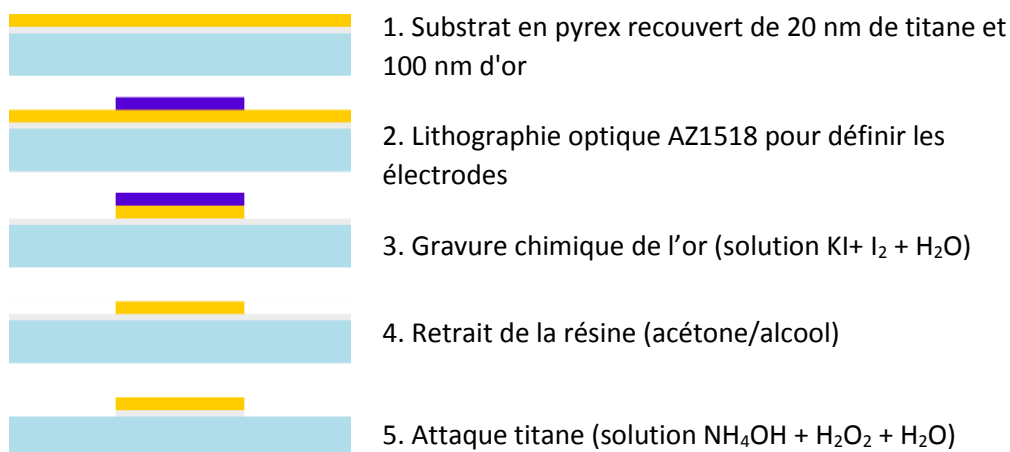 1. Substrat en pyrex recouvert de 20 nm de titane et
100 nm d'or
2. Lithographie optique AZ1518 pour définir les
électrodes
3. Gravure chimique de l’or (solution KI+ I₂ + H₂O)
4. Retrait de la résine (acétone/alcool)
5. Attaque titane (solution NH₄OH + H₂O₂ + H₂O)